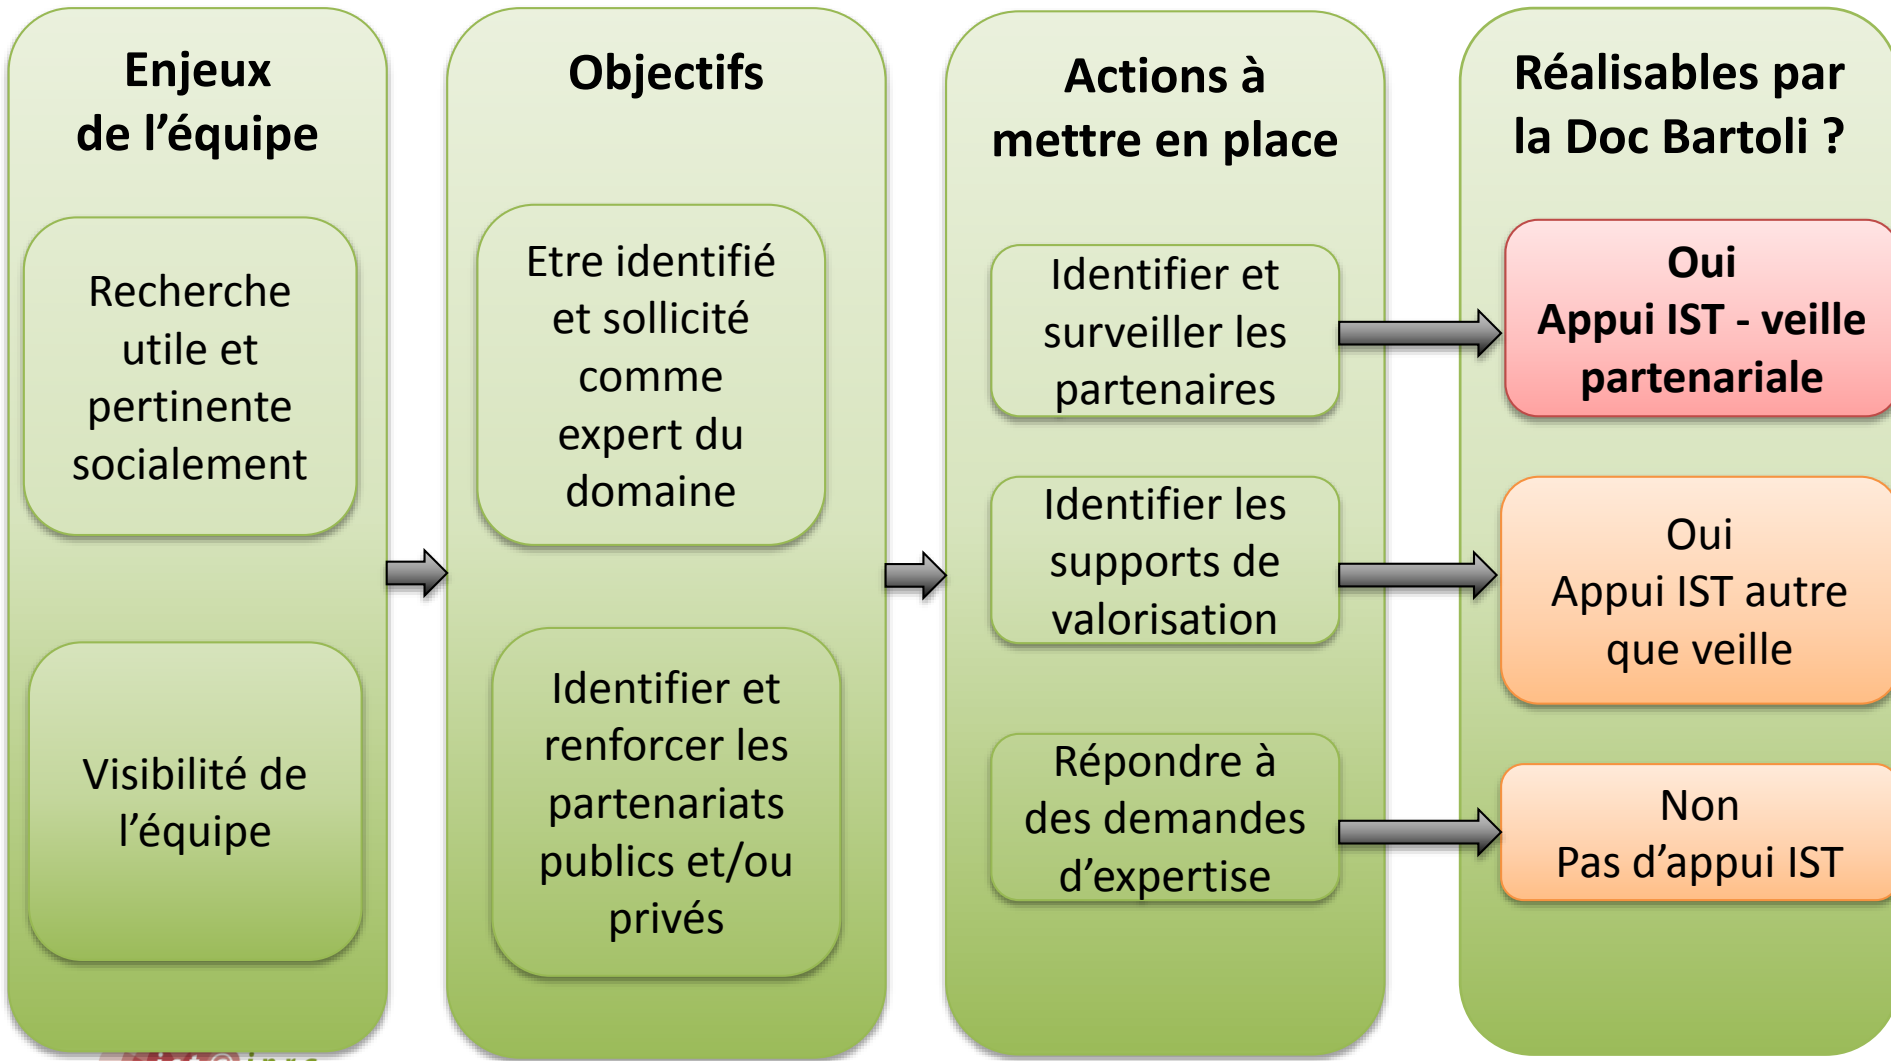 Enjeux
de l’équipe
Recherche
utile et
pertinente
socialement
Visibilité de
l’équipe
Objectifs
Etre identifié
et sollicité
comme
expert du
domaine
Identifier et
renforcer les
partenariats
publics et/ou
privés
Actions à
mettre en place
Identifier et
surveiller les
partenaires
Identifier les
supports de
valorisation
Répondre à
des demandes
d’expertise
Réalisables par
la Doc Bartoli ?
Oui
Appui IST - veille
partenariale
Oui
Appui IST autre
que veille
Non
Pas d’appui IST